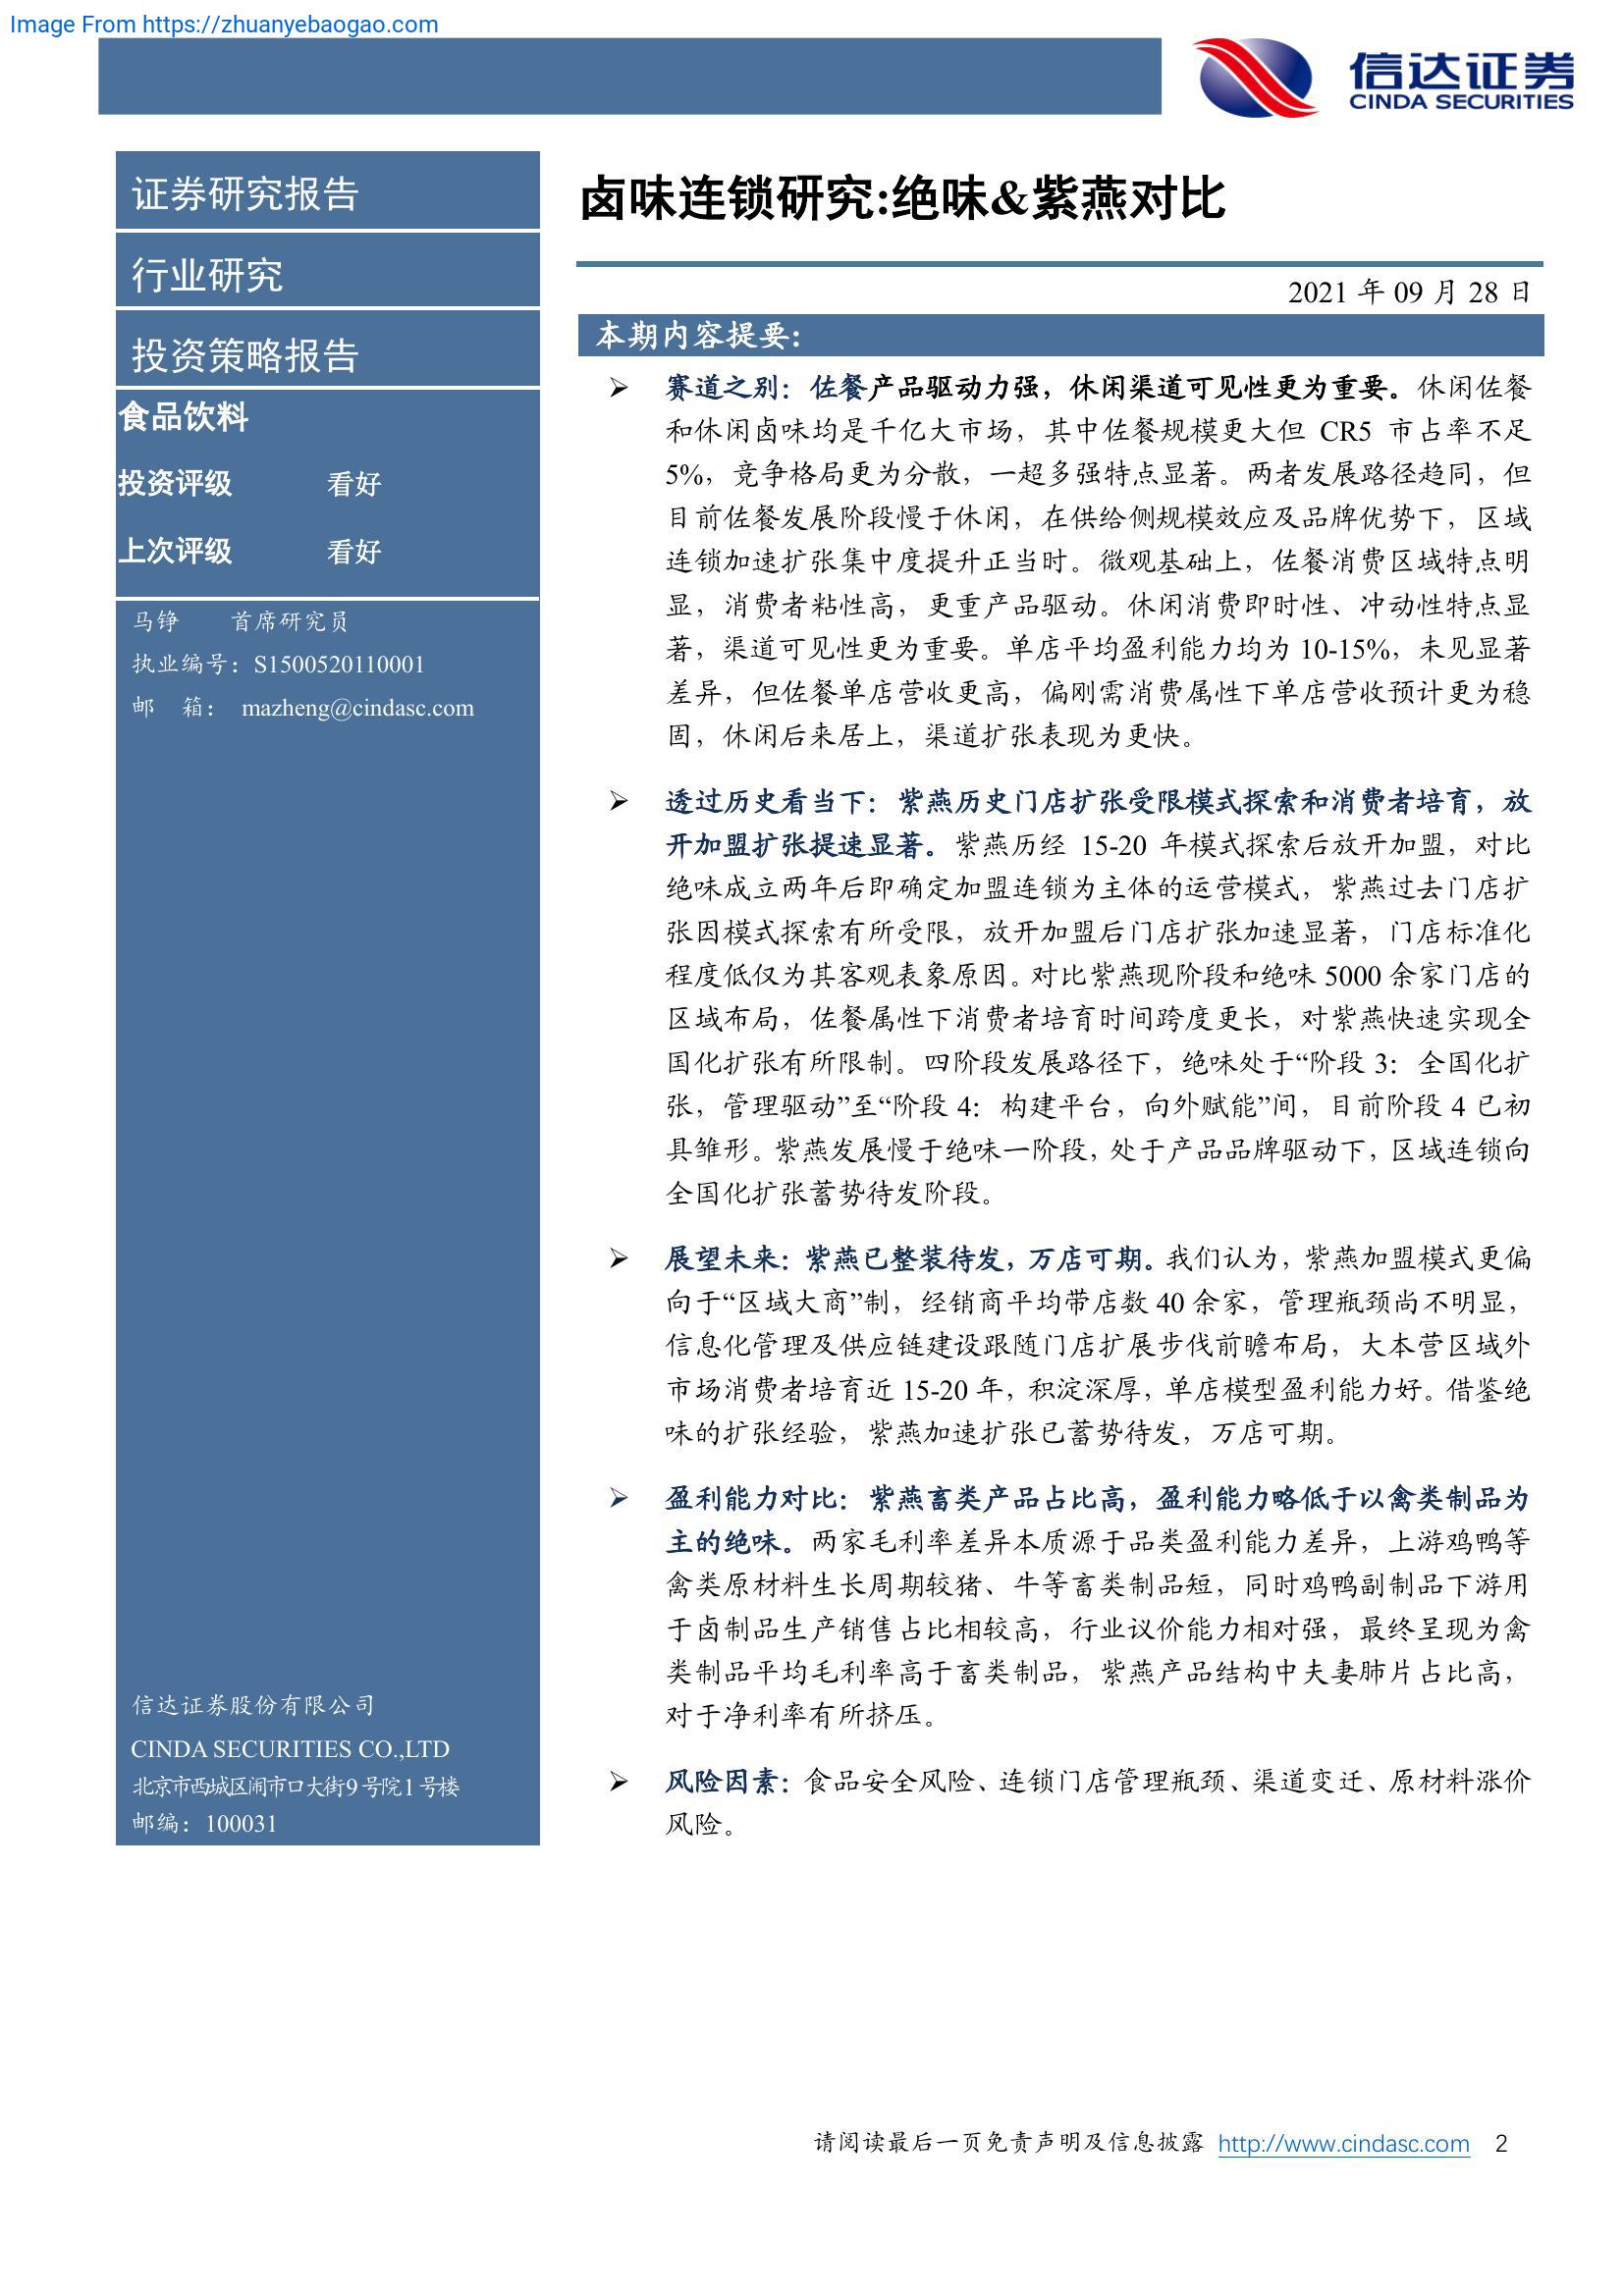 Image From https://zhuanyebaogao.com
信达证券
CINDA SECURITIES
证券研究报告
行业研究
投资策略报告
食品饮料
投资评级 看好
上次评级 看好
马铮 首席研究员
执业编号：S1500520110001
邮 箱： mazheng@cindasc.com
信达证券股份有限公司
CINDA SECURITIES CO.,LTD
北京市西城区闹市口大街9号院1号楼
邮编：100031
卤味连锁研究:绝味&紫燕对比
2021 年 09 月 28 日
本期内容提要:
➢ 赛道之别：佐餐产品驱动力强，休闲渠道可见性更为重要。休闲佐餐
和休闲卤味均是千亿大市场，其中佐餐规模更大但 CR5 市占率不足
5%，竞争格局更为分散，一超多强特点显著。两者发展路径趋同，但
目前佐餐发展阶段慢于休闲，在供给侧规模效应及品牌优势下，区域
连锁加速扩张集中度提升正当时。微观基础上，佐餐消费区域特点明
显，消费者粘性高，更重产品驱动。休闲消费即时性、冲动性特点显
著，渠道可见性更为重要。单店平均盈利能力均为 10-15%，未见显著
差异，但佐餐单店营收更高，偏刚需消费属性下单店营收预计更为稳
固，休闲后来居上，渠道扩张表现为更快。
➢ 透过历史看当下：紫燕历史门店扩张受限模式探索和消费者培育，放
开加盟扩张提速显著。紫燕历经 15-20 年模式探索后放开加盟，对比
绝味成立两年后即确定加盟连锁为主体的运营模式，紫燕过去门店扩
张因模式探索有所受限，放开加盟后门店扩张加速显著，门店标准化
程度低仅为其客观表象原因。对比紫燕现阶段和绝味 5000 余家门店的
区域布局，佐餐属性下消费者培育时间跨度更长，对紫燕快速实现全
国化扩张有所限制。四阶段发展路径下，绝味处于“阶段 3：全国化扩
张，管理驱动”至“阶段 4：构建平台，向外赋能”间，目前阶段 4 已初
具雏形。紫燕发展慢于绝味一阶段，处于产品品牌驱动下，区域连锁向
全国化扩张蓄势待发阶段。
➢ 展望未来：紫燕已整装待发，万店可期。我们认为，紫燕加盟模式更偏
向于“区域大商”制，经销商平均带店数 40 余家，管理瓶颈尚不明显，
信息化管理及供应链建设跟随门店扩展步伐前瞻布局，大本营区域外
市场消费者培育近 15-20 年，积淀深厚，单店模型盈利能力好。借鉴绝
味的扩张经验，紫燕加速扩张已蓄势待发，万店可期。
➢ 盈利能力对比：紫燕畜类产品占比高，盈利能力略低于以禽类制品为
主的绝味。两家毛利率差异本质源于品类盈利能力差异，上游鸡鸭等
禽类原材料生长周期较猪、牛等畜类制品短，同时鸡鸭副制品下游用
于卤制品生产销售占比相较高，行业议价能力相对强，最终呈现为禽
类制品平均毛利率高于畜类制品，紫燕产品结构中夫妻肺片占比高，
对于净利率有所挤压。
➢ 风险因素：食品安全风险、连锁门店管理瓶颈、渠道变迁、原材料涨价
风险。
请阅读最后一页免责声明及信息披露 http://www.cindasc.com 2